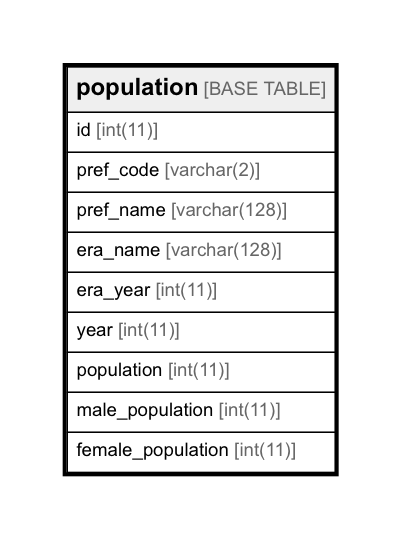 population [BASE TABLE]
id [int(11)]
pref_code [varchar(2)]
pref_name [varchar(128)]
era_name [varchar(128)]
era_year [int(11)]
year [int(11)]
population [int(11)]
male_population [int(11)]
female_population [int(11)]